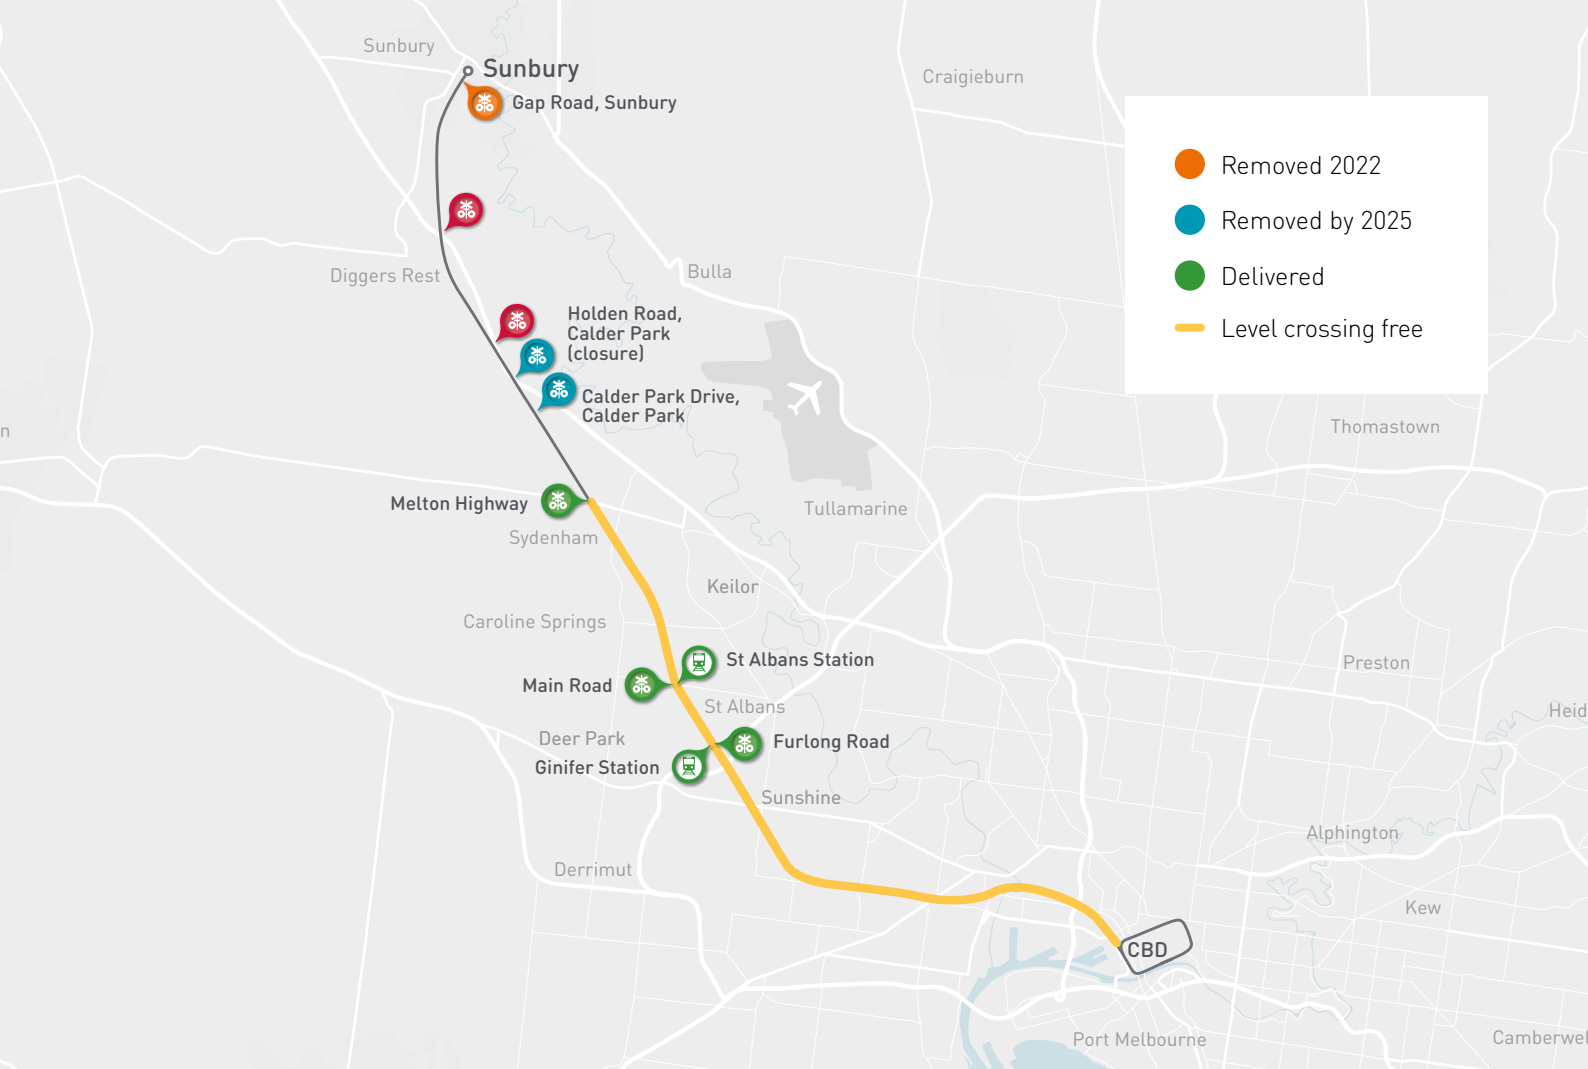 Sunbury
Sunbury
Gap Road, Sunbury
Craigieburn
Removed 2022
Removed by 2025
Delivered
Level crossing free
Diggers Rest
Bulla
Holden Road,
Calder Park
(closure)
Calder Park Drive,
Calder Park
n
Thomastown
Melton Highway
Tullamarine
Sydenham
Keilor
Caroline Springs
St Albans Station
Preston
Main Road
St Albans
Heid
Deer Park
Furlong Road
Ginifer Station
Sunshine
Alphington
Derrimut
Kew
CBD
Port Melbourne
Camberwel